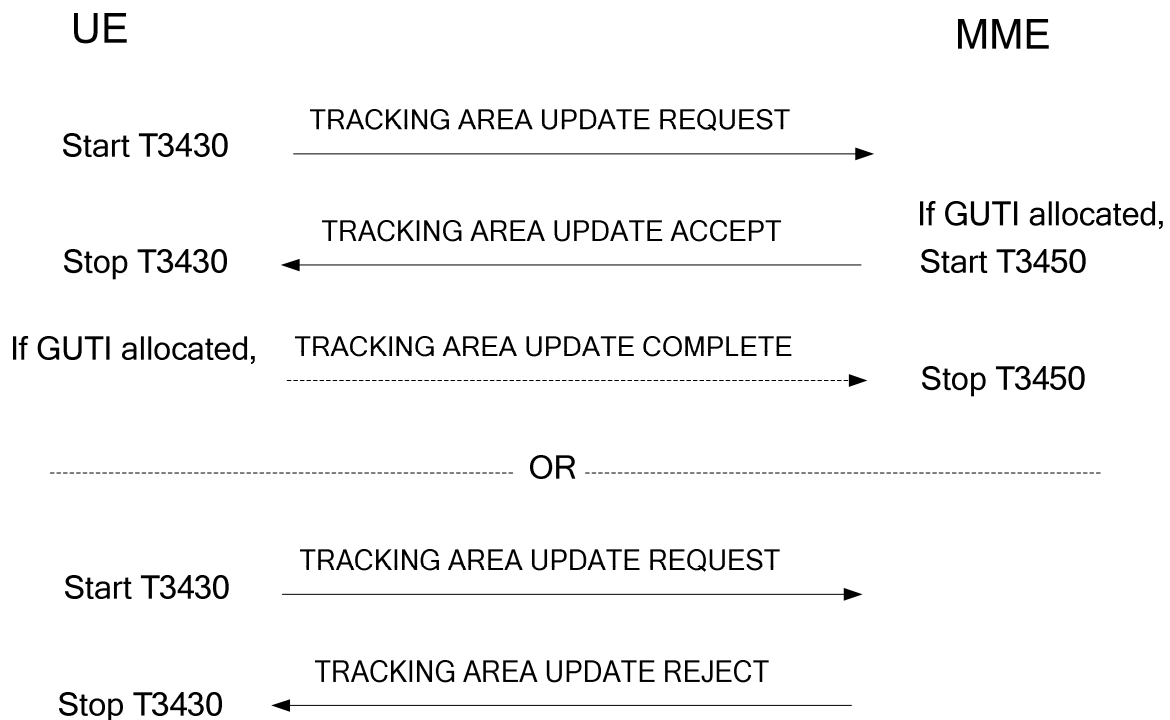 UE
MME
TRACKING AREA UPDATE REQUEST
Start T3430
If GUTI allocated,
TRACKING AREA UPDATE ACCEPT
Stop T3430
Start T3450
If GUTI allocated,
TRACKING AREA UPDATE COMPLETE
Stop T3450
OR
TRACKING AREA UPDATE REQUEST
Start T3430
TRACKING AREA UPDATE REJECT
Stop T3430